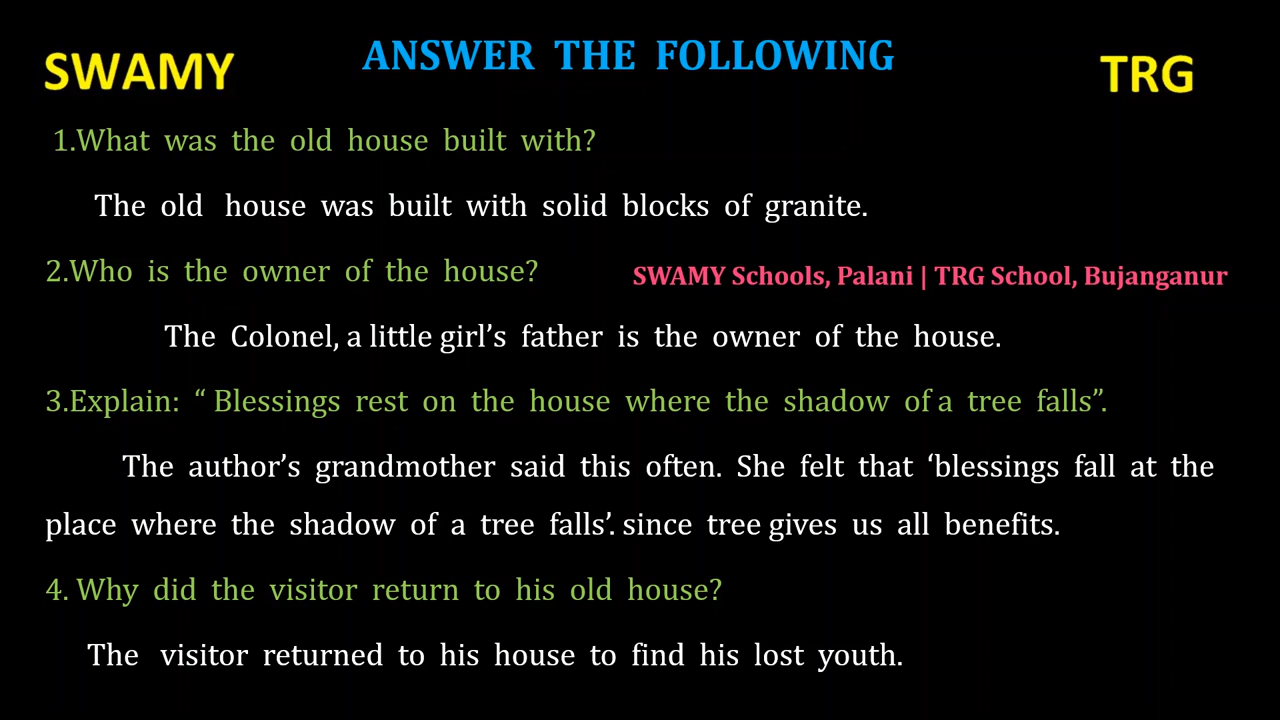 SWAMY
ANSWER THE FOLLOWING
TRG
1.What was the old house built with?
The old house was built with solid blocks of granite.
2.Who is the owner of the house?
SWAMY Schools, Palani | TRG School, Bujanganur
The Colonel, a little girl’s father is the owner of the house.
3.Explain: “ Blessings rest on the house where the shadow of a tree falls”.
The author’s grandmother said this often. She felt that ‘blessings fall at the
place where the shadow of a tree falls’. since tree gives us all benefits.
4. Why did the visitor return to his old house?
The visitor returned to his house to find his lost youth.